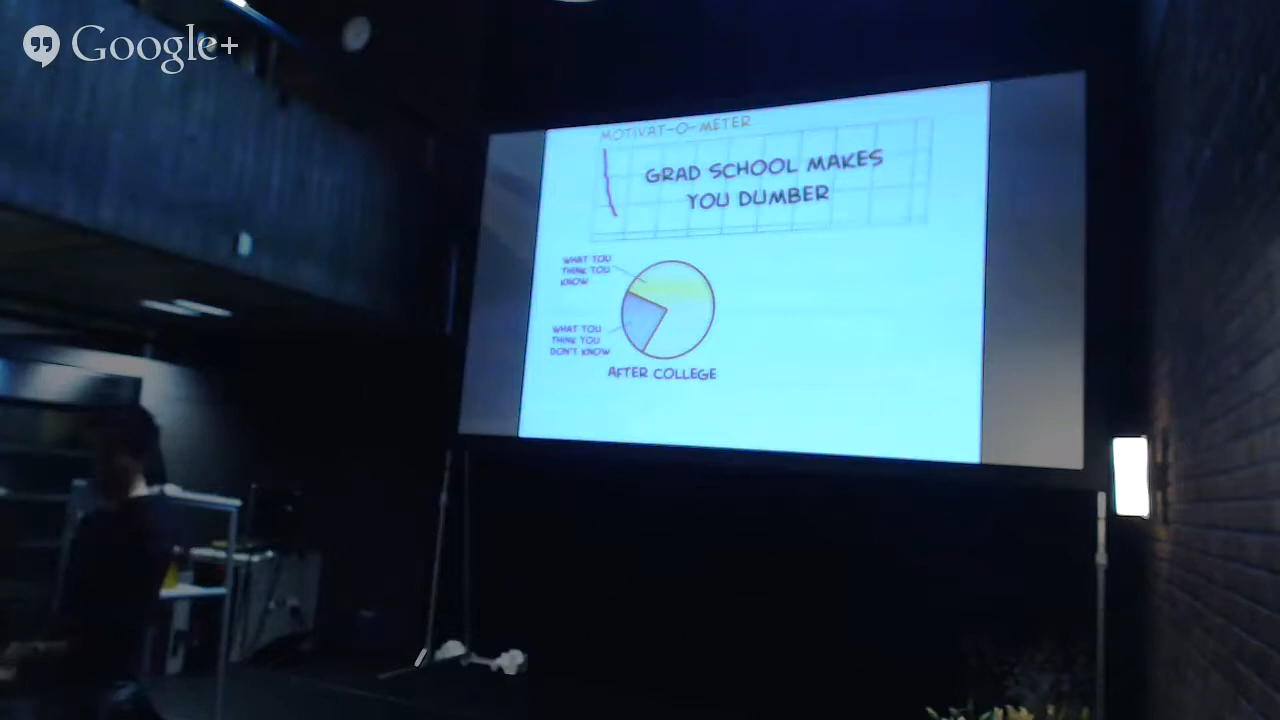 Google+
MOTIVAT-O-METER
GRAD SCHOOL MAKES
YOU DUMBER
WHAT YOU
THINK YOU
KNOW
WHAT YOU
THINK YOU
DON'T KNOW
AFTER COLLEGE